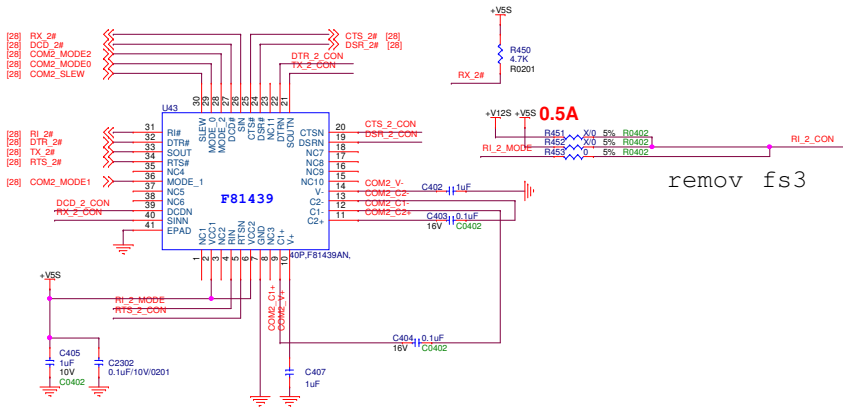 +V5S
[28] RX_2#
[28] DCD_2#
[28] COM2_MODE2
[28] COM2_MODE0
[28] COM2_SLEW
CTS_2# [28]
DSR_2# [28]
DTR_2_CON
TX_2_CON
R450
4.7K
R0201
RX_2#
30 29 28 27 26 25 24 23 22 21
U43
SLEW
MODE_0
MODE_2
DCD#
SIN
CTS#
DSR#
NC11
DTRN
SOUTN
[28] RI_2#
[28] DTR_2#
[28] TX_2#
[28] RTS_2#
[28] COM2_MODE1
DCD_2_CON
RX_2_CON
31 RI#
32 DTR#
33 SOUT
34 RTS#
35 NC4
36 MODE_1
37 NC5
38 NC6
39 DCDN
40 SINN
41 EPAD
F81439
CTSN 20 CTS_2_CON
DSRN 19 DSR_2_CON
NC7 18
NC8 17
NC9 16
NC10 15
V- 14 COM2_V-
C2- 13 COM2_C2-
C1- 12 COM2_C1-
C2+ 11 COM2_C2+
C402 1uF
C403 0.1uF
16V C0402
NC1
VCC1
NC2
RIN
RTSN
VCC2
GND
NC3
C1+
V+
40P,F81439AN,
1 2 3 4 5 6 7 8 9 10
COM2_C1+
COM2_V+
+V12S +V5S 0.5A
R451 X/0 5% R0402
R452 X/0 5% R0402
R453 0 5% R0402
RI_2_MODE
RI_2_CON
remov fs3
+V5S
RI_2_MODE
RTS_2_CON
C404 0.1uF
16V C0402
C405
1uF
10V
C0402
C2302
0.1uF/10V/0201
C407
1uF